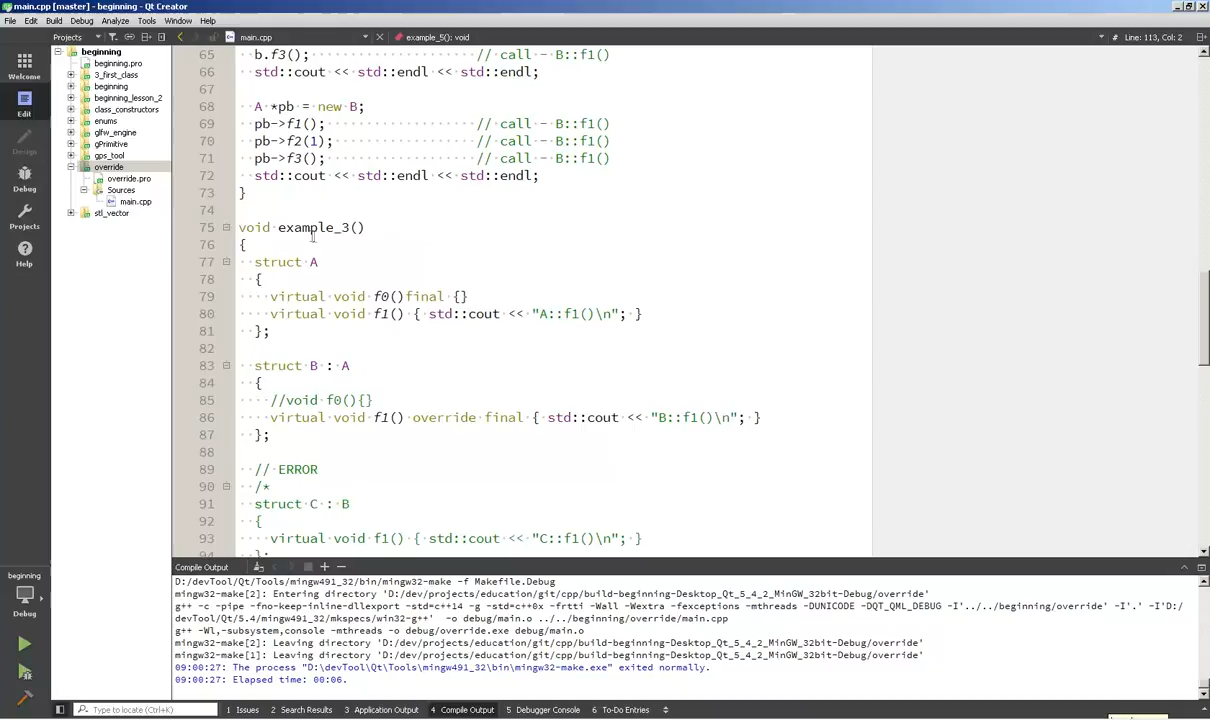 main.cpp [master] - beginning - Qt Creator
File Edit Build Debug Analyze Tools Window Help
Projects main.cpp example_5(): void # Line: 113, Col: 2
Welcome
Edit
Design
Debug
Projects
Help
beginning
Debug
beginning
beginning.pro
3_first_class
beginning
beginning_lesson_2
class_constructors
enums
glfw_engine
gPrimitive
gps_tool
override
override.pro
Sources
main.cpp
stl_vector
65 b.f3(); // call - B::f1()
66 std::cout << std::endl << std::endl;
67
68 A *pb = new B;
69 pb->f1(); // call - B::f1()
70 pb->f2(1); // call - B::f1()
71 pb->f3(); // call - B::f1()
72 std::cout << std::endl << std::endl;
73 }
74
75 void example_3()
76 {
77 struct A
78 {
79 virtual void f0()final {}
80 virtual void f1() { std::cout << "A::f1()\n"; }
81 };
82
83 struct B : A
84 {
85 //void f0(){}
86 virtual void f1() override final { std::cout << "B::f1()\n"; }
87 };
88
89 // ERROR
90 /*
91 struct C : B
92 {
93 virtual void f1() { std::cout << "C::f1()\n"; }
94 };
Compile Output
D:/devTool/Qt/Tools/mingw491_32/bin/mingw32-make -f Makefile.Debug
mingw32-make[2]: Entering directory 'D:/dev/projects/education/git/cpp/build-beginning-Desktop_Qt_5_4_2_MinGW_32bit-Debug/override'
g++ -c -pipe -fno-keep-inline-dllexport -std=c++14 -g -std=c++0x -frtti -Wall -Wextra -fexceptions -mthreads -DUNICODE -DQT_QML_DEBUG -I'../../beginning/override' -I'.' -I'D:/
devTool/Qt/5.4/mingw491_32/mkspecs/win32-g++' -o debug/main.o ../../beginning/override/main.cpp
g++ -Wl,-subsystem,console -mthreads -o debug/override.exe debug/main.o
mingw32-make[2]: Leaving directory 'D:/dev/projects/education/git/cpp/build-beginning-Desktop_Qt_5_4_2_MinGW_32bit-Debug/override'
mingw32-make[1]: Leaving directory 'D:/dev/projects/education/git/cpp/build-beginning-Desktop_Qt_5_4_2_MinGW_32bit-Debug/override'
09:00:27: The process "D:\devTool\Qt\Tools\mingw491_32\bin\mingw32-make.exe" exited normally.
09:00:27: Elapsed time: 00:06.
Type to locate (Ctrl+K) 1 Issues 2 Search Results 3 Application Output 4 Compile Output 5 Debugger Console 6 To-Do Entries